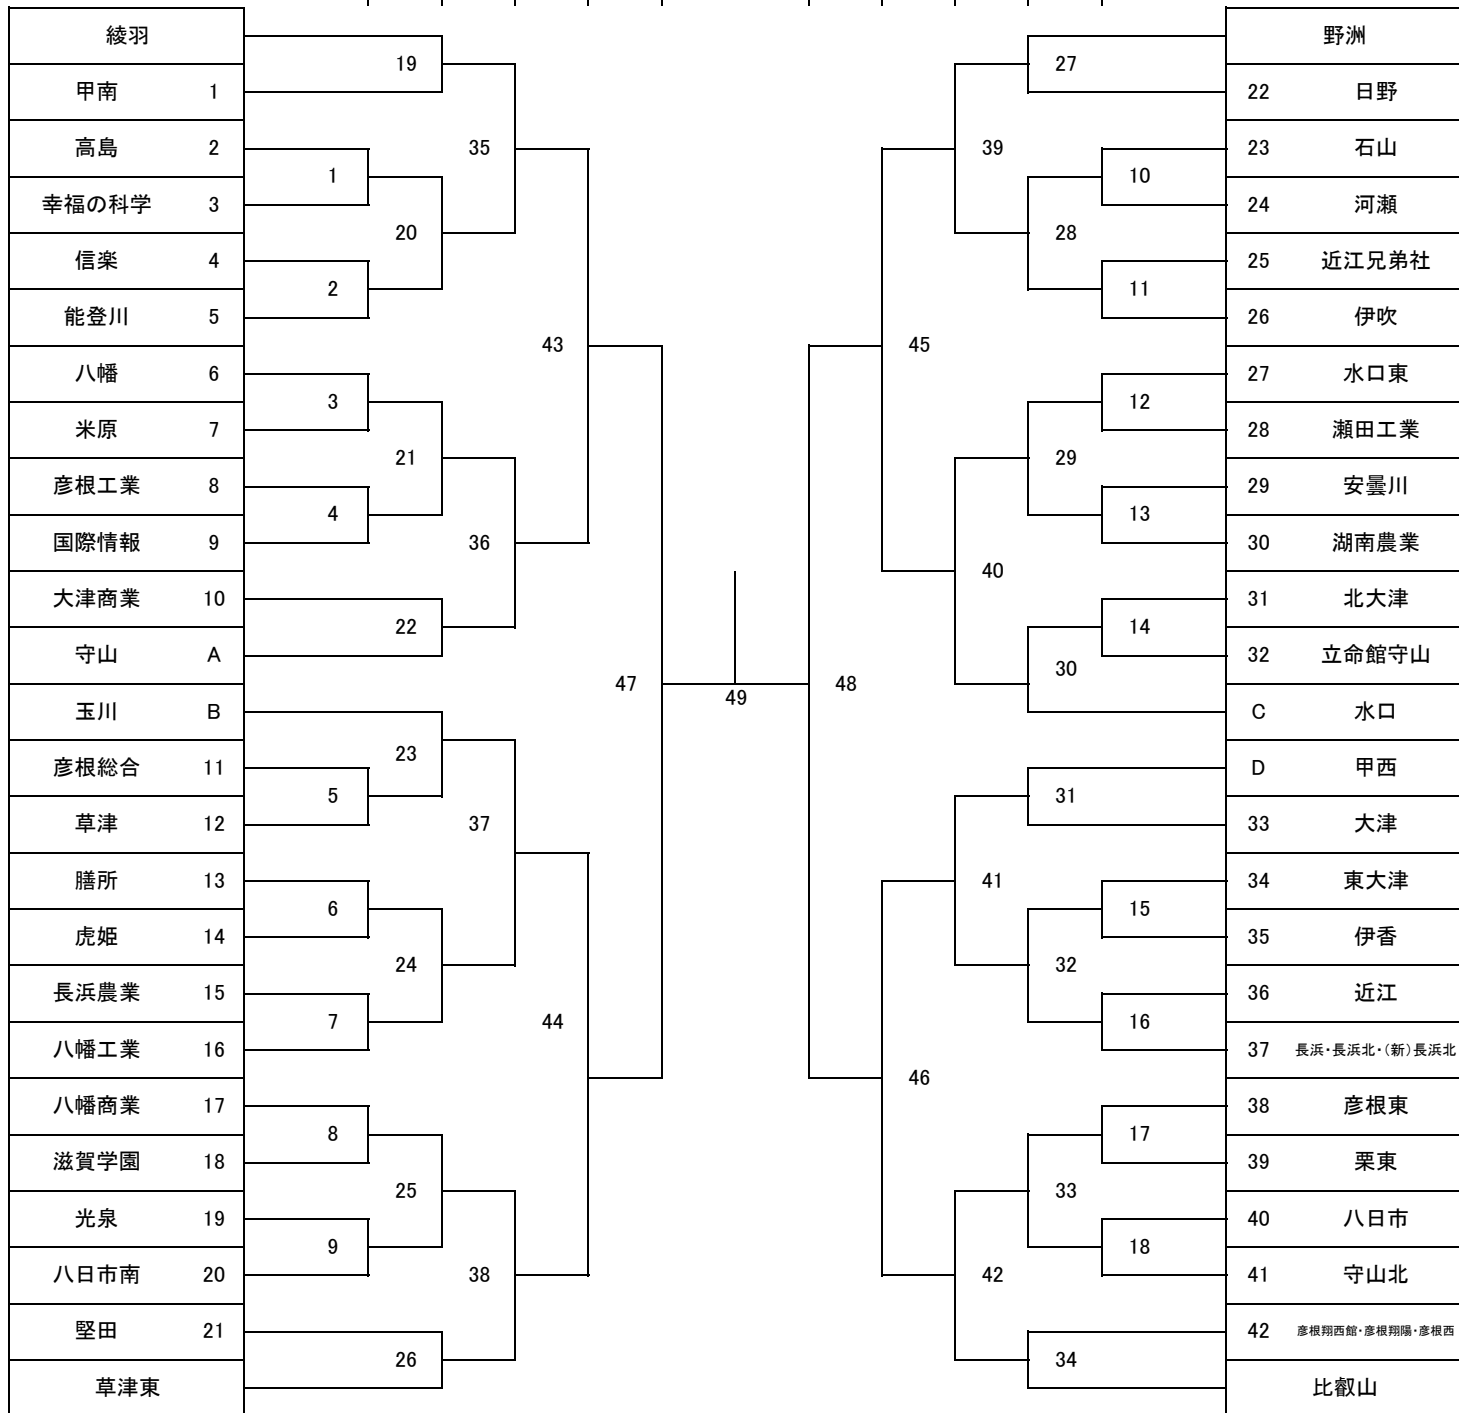 綾羽
甲南 1
高島 2
幸福の科学 3
信楽 4
能登川 5
八幡 6
米原 7
彦根工業 8
国際情報 9
大津商業 10
守山 A
玉川 B
彦根総合 11
草津 12
膳所 13
虎姫 14
長浜農業 15
八幡工業 16
八幡商業 17
滋賀学園 18
光泉 19
八日市南 20
堅田 21
草津東
1
2
3
4
5
6
7
8
9
19
20
21
22
23
24
25
26
35
36
37
38
43
44
47
49
48
45
46
39
40
41
42
27
28
29
30
31
32
33
34
10
11
12
13
14
15
16
17
18
野洲
22 日野
23 石山
24 河瀬
25 近江兄弟社
26 伊吹
27 水口東
28 瀬田工業
29 安曇川
30 湖南農業
31 北大津
32 立命館守山
C 水口
D 甲西
33 大津
34 東大津
35 伊香
36 近江
37 長浜・長浜北・(新)長浜北
38 彦根東
39 栗東
40 八日市
41 守山北
42 彦根翔西館・彦根翔陽・彦根西
比叡山